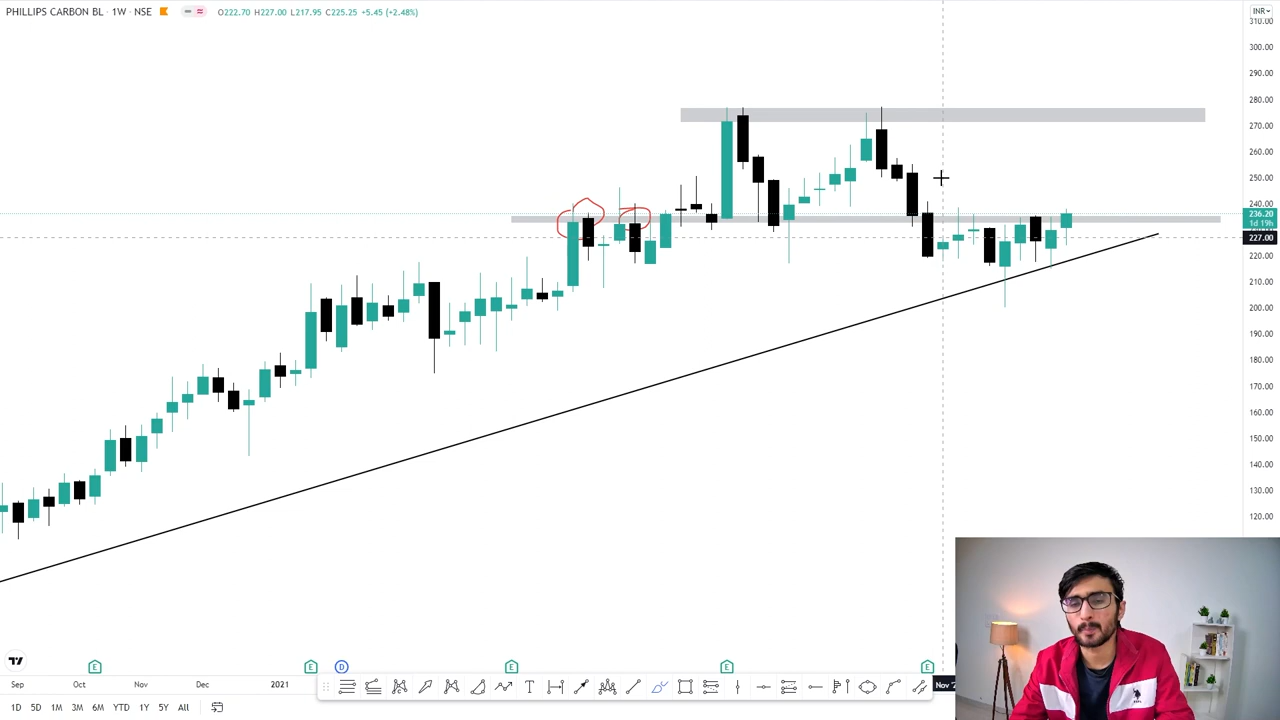 PHILLIPS CARBON BL · 1W · NSE
O222.70 H227.00 L217.95 C225.25 +5.45 (+2.48%)
INR
310.00
300.00
290.00
280.00
270.00
260.00
250.00
240.00
236.20
1d 19h
227.00
220.00
210.00
200.00
190.00
180.00
170.00
160.00
150.00
140.00
130.00
120.00
E
E
D
E
E
E
Sep
Oct
Nov
Dec
2021
T
Nov
1D 5D 1M 3M 6M YTD 1Y 5Y All